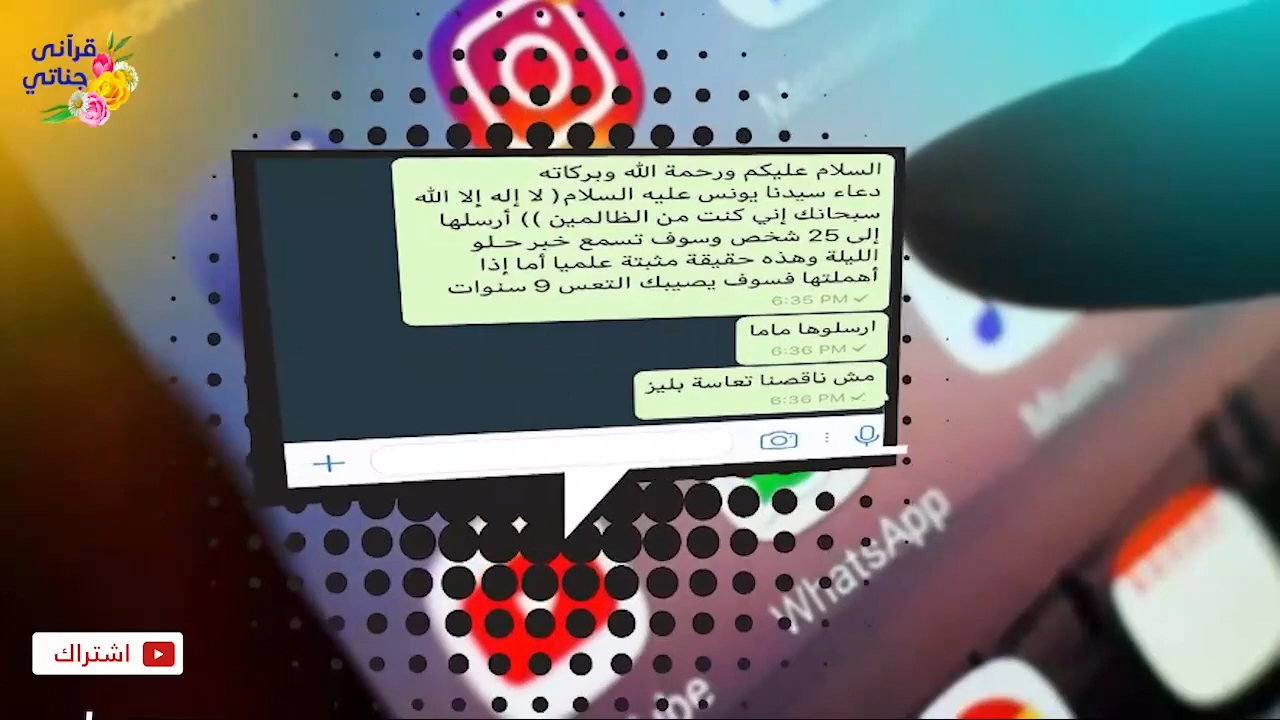 قرآنى
جناتي
السلام عليكم ورحمة الله وبركاته
دعاء سيدنا يونس عليه السلام( لا إله إلا الله
سبحانك إني كنت من الظالمين )) أرسلها
إلى 25 شخص وسوف تسمع خبر حـلـو
الليلة وهذه حقيقة مثبتة علميا أما إذا
أهملتها فسوف يصيبك التعس 9 سنوات
6:35 PM
ارسلوها ماما
6:36 PM
مش ناقصنا تعاسة بليز
6:36 PM
WhatsApp
اشتراك